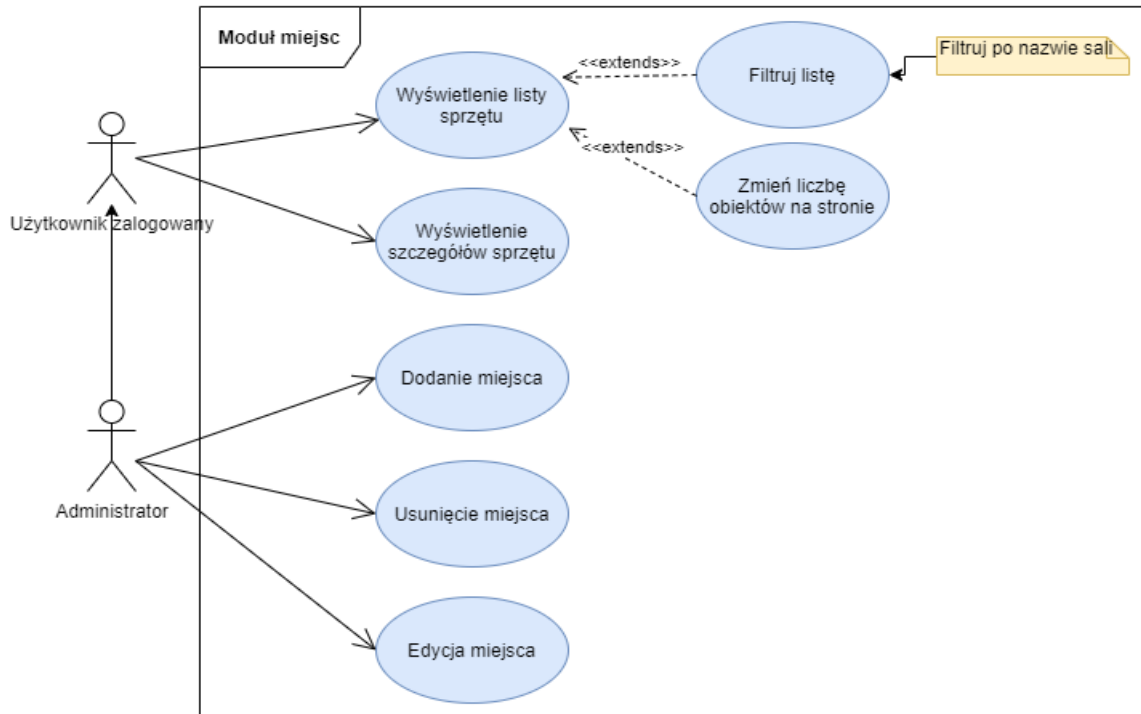 Moduł miejsc
Filtruj po nazwie sali
<<extends>>
Filtruj listę
Wyświetlenie listy
sprzętu
<<extends>>
Zmień liczbę
obiektów na stronie
Użytkownik zalogowany
Wyświetlenie
szczegółów sprzętu
Dodanie miejsca
Administrator
Usunięcie miejsca
Edycja miejsca